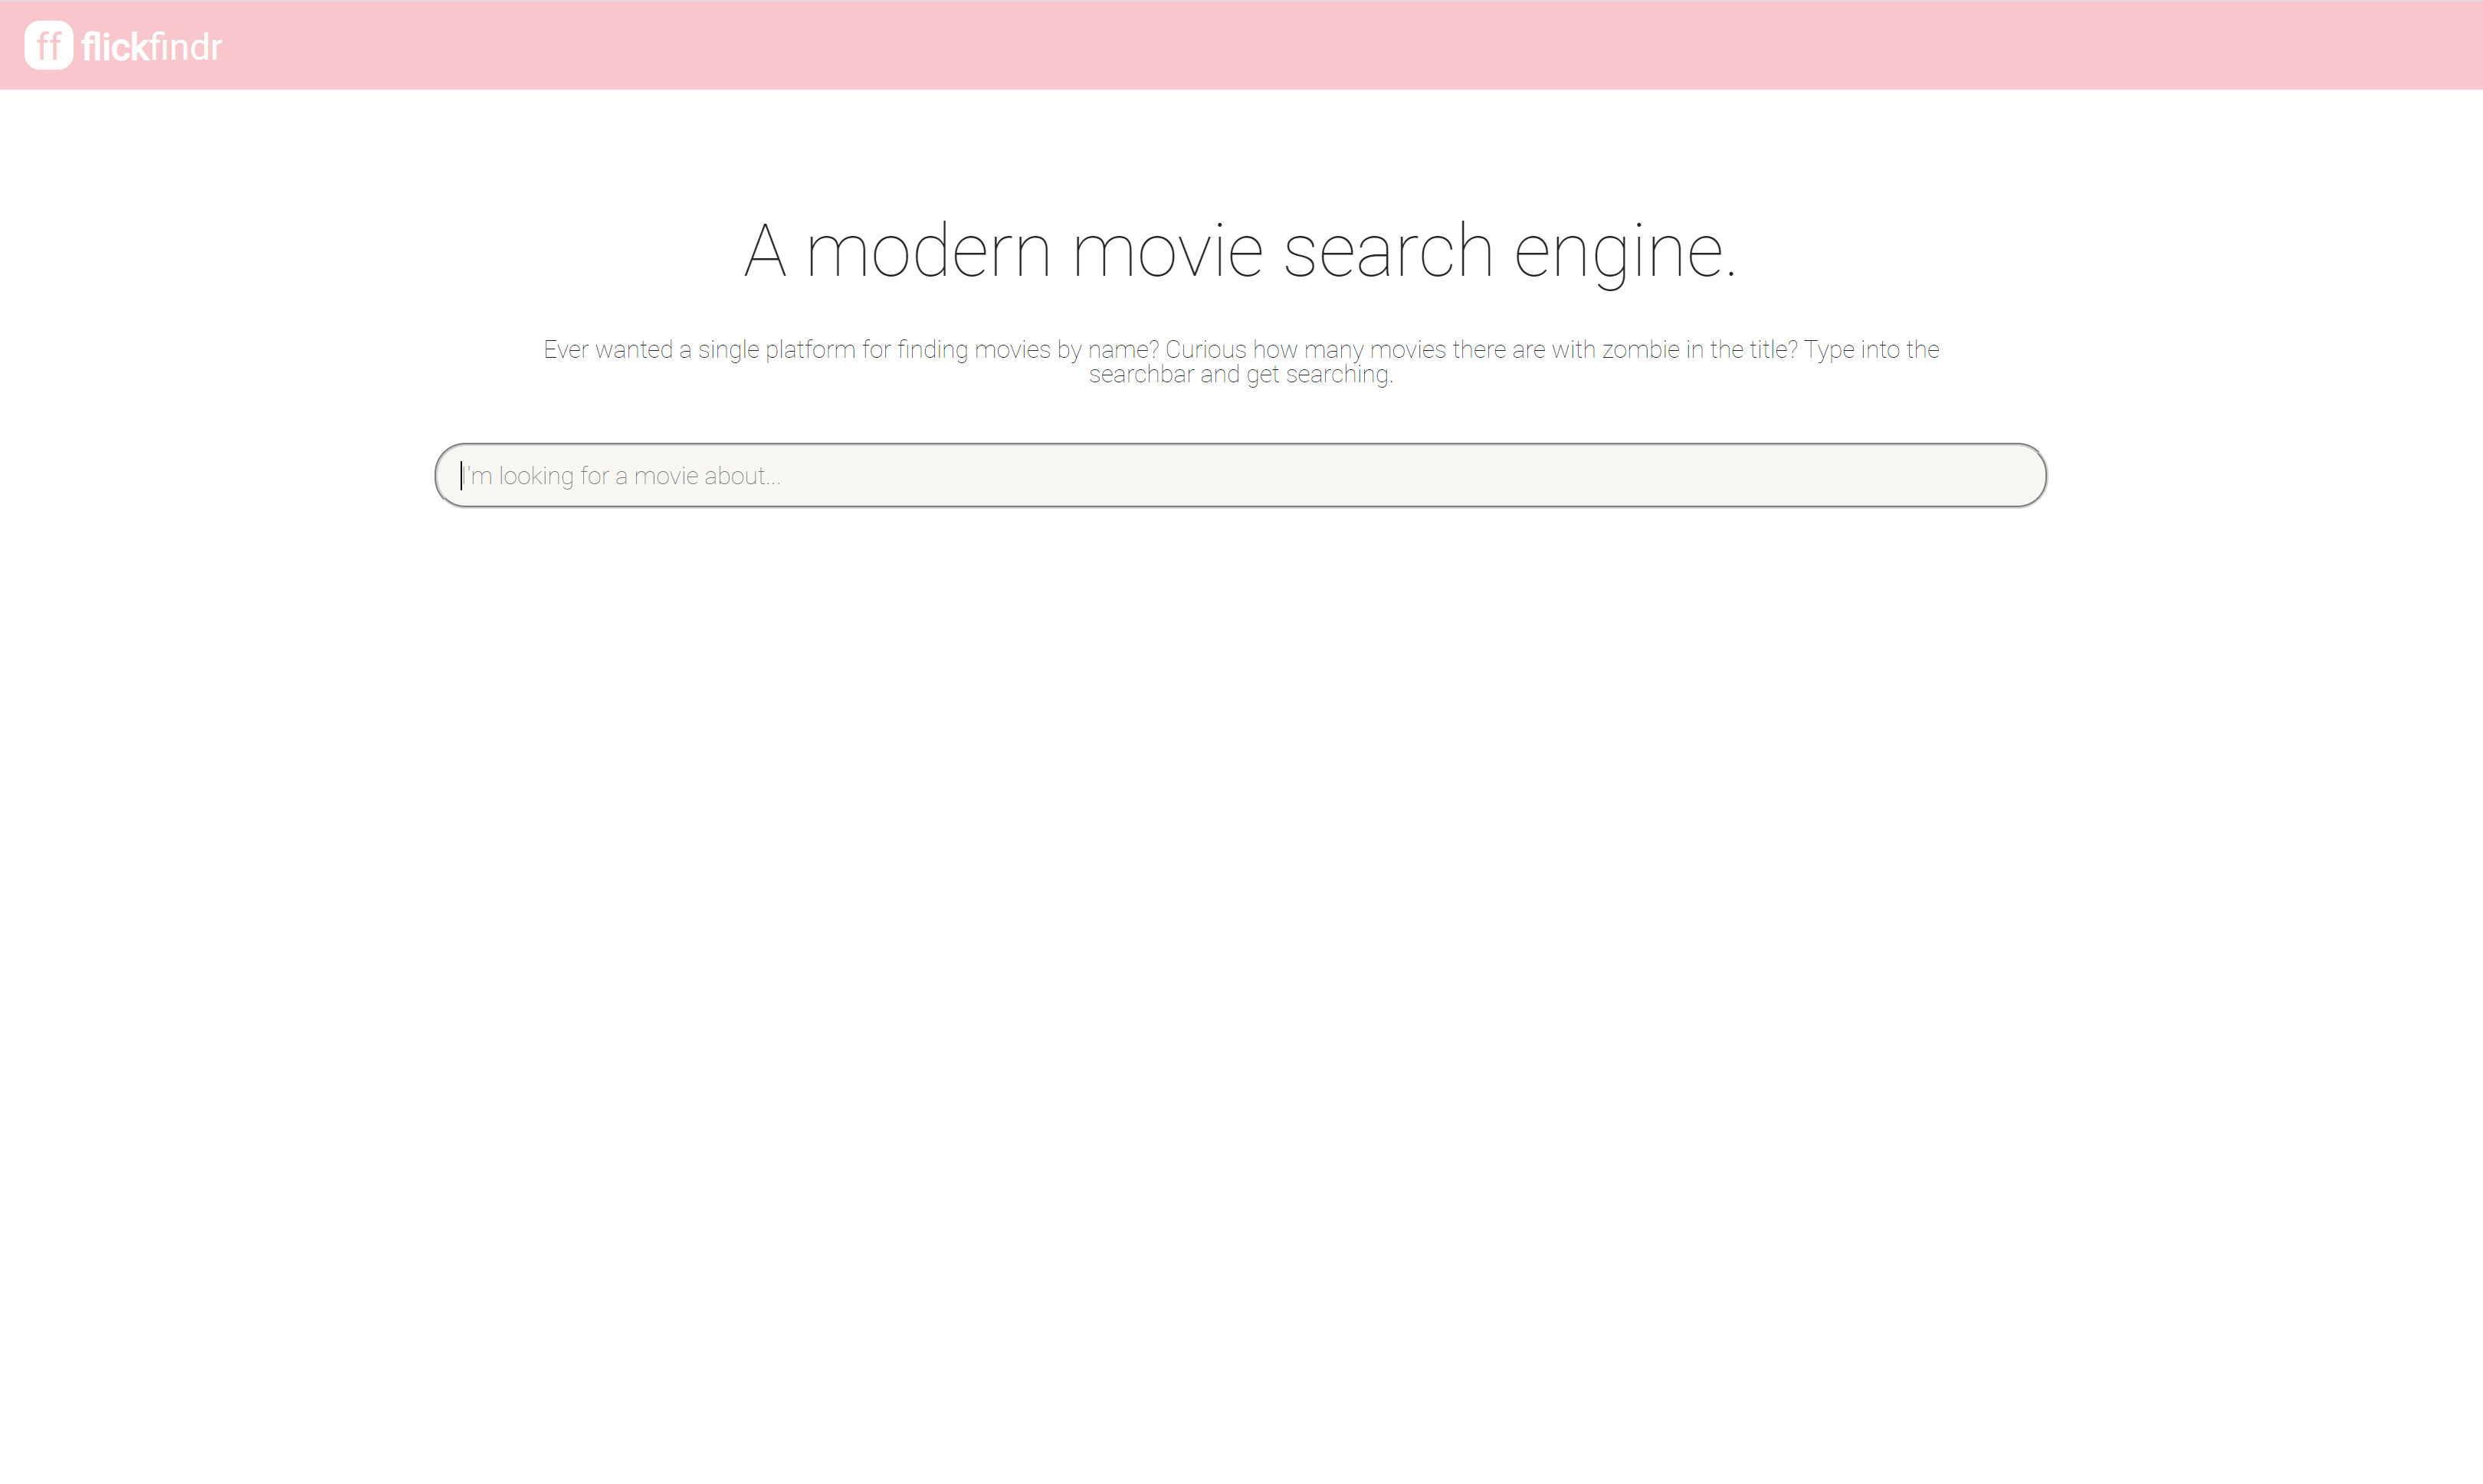 ff flickfindr
A modern movie search engine.
Ever wanted a single platform for finding movies by name? Curious how many movies there are with zombie in the title? Type into the
searchbar and get searching.
I'm looking for a movie about...